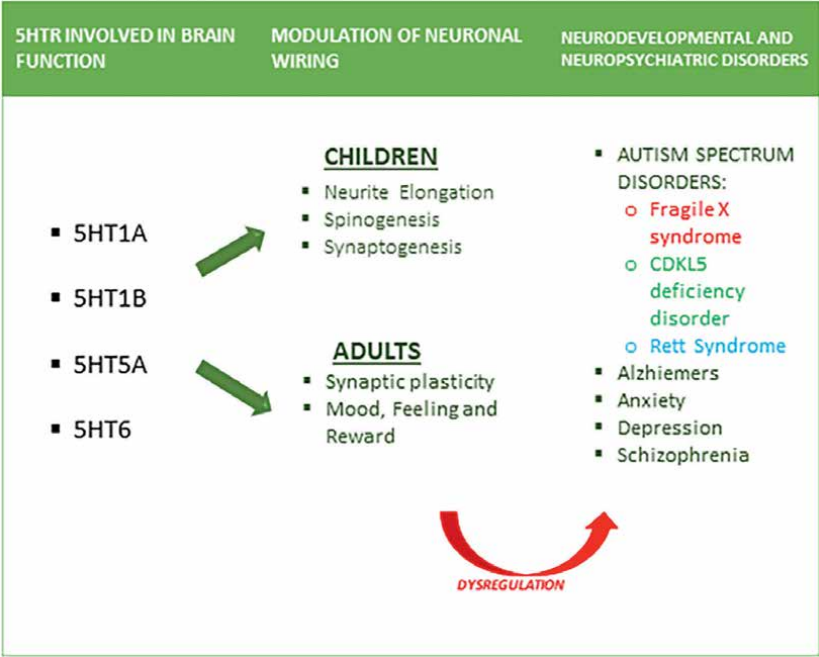 5HTR INVOLVED IN BRAIN
FUNCTION
MODULATION OF NEURONAL
WIRING
NEURODEVELOPMENTAL AND
NEUROPSYCHIATRIC DISORDERS
▪ 5HT1A
▪ 5HT1B
▪ 5HT5A
▪ 5HT6
CHILDREN
▪ Neurite Elongation
▪ Spinogenesis
▪ Synaptogenesis
ADULTS
▪ Synaptic plasticity
▪ Mood, Feeling and
Reward
▪ AUTISM SPECTRUM
DISORDERS:
o Fragile X
syndrome
o CDKL5
deficiency
disorder
o Rett Syndrome
▪ Alzhiemers
▪ Anxiety
▪ Depression
▪ Schizophrenia
DYSREGULATION